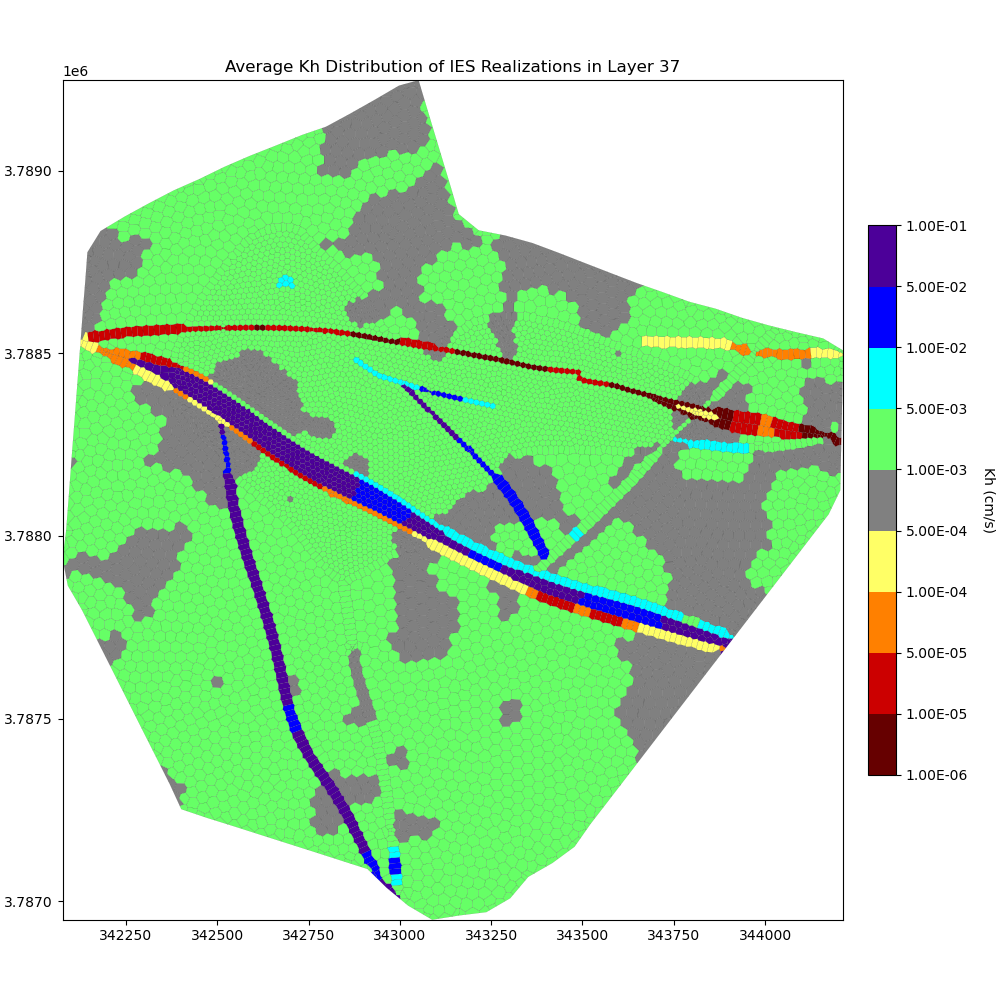 Average Kh Distribution of IES Realizations in Layer 37
1e6
3.7890
3.7885
3.7880
3.7875
3.7870
342250 342500 342750 343000 343250 343500 343750 344000
1.00E-01
5.00E-02
1.00E-02
5.00E-03
1.00E-03
5.00E-04
1.00E-04
5.00E-05
1.00E-05
1.00E-06
Kh (cm/s)